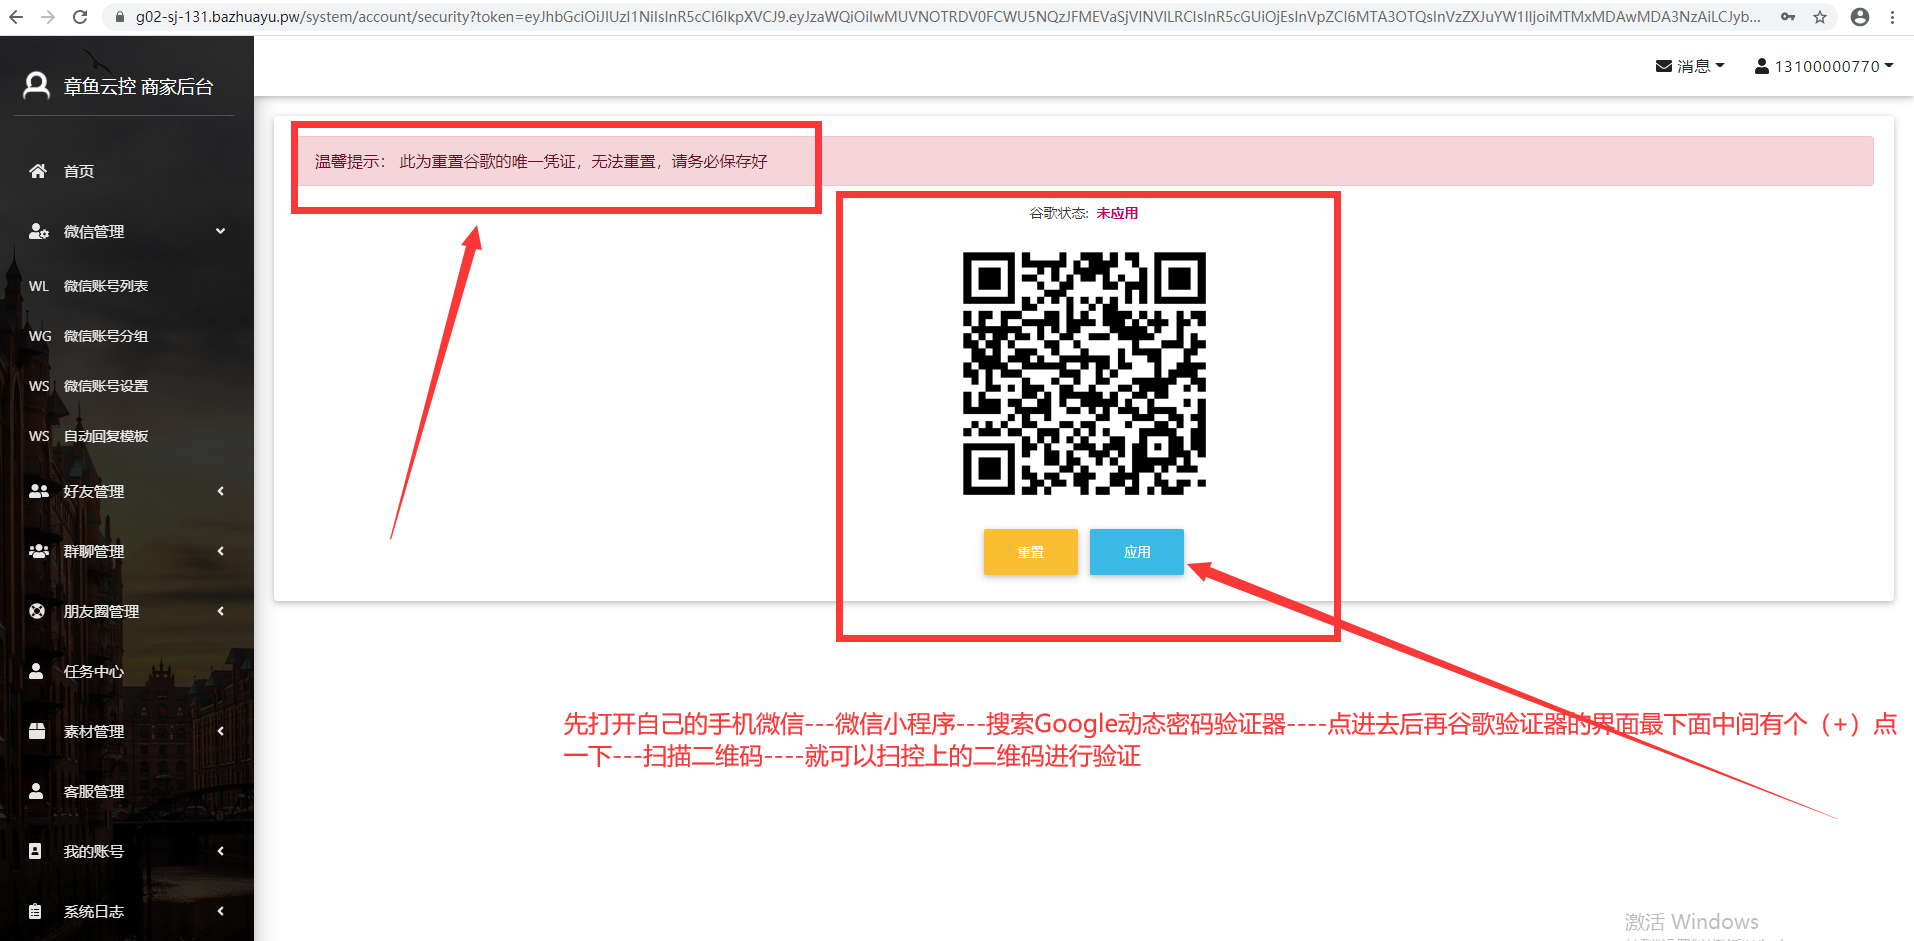 g02-sj-131.bazhuayu.pw/system/account/security?token=
消息
13100000770
章鱼云控 商家后台
首页
微信管理
WL 微信账号列表
WG 微信账号分组
WS 微信账号设置
WS 自动回复模板
好友管理
群聊管理
朋友圈管理
任务中心
素材管理
客服管理
我的账号
系统日志
温馨提示： 此为重置谷歌的唯一凭证，无法重置，请务必保存好
谷歌状态: 未应用
重置 应用
先打开自己的手机微信---微信小程序---搜索Google动态密码验证器----点进去后再谷歌验证器的界面最下面中间有个（+）点
一下---扫描二维码----就可以扫控上的二维码进行验证
激活 Windows